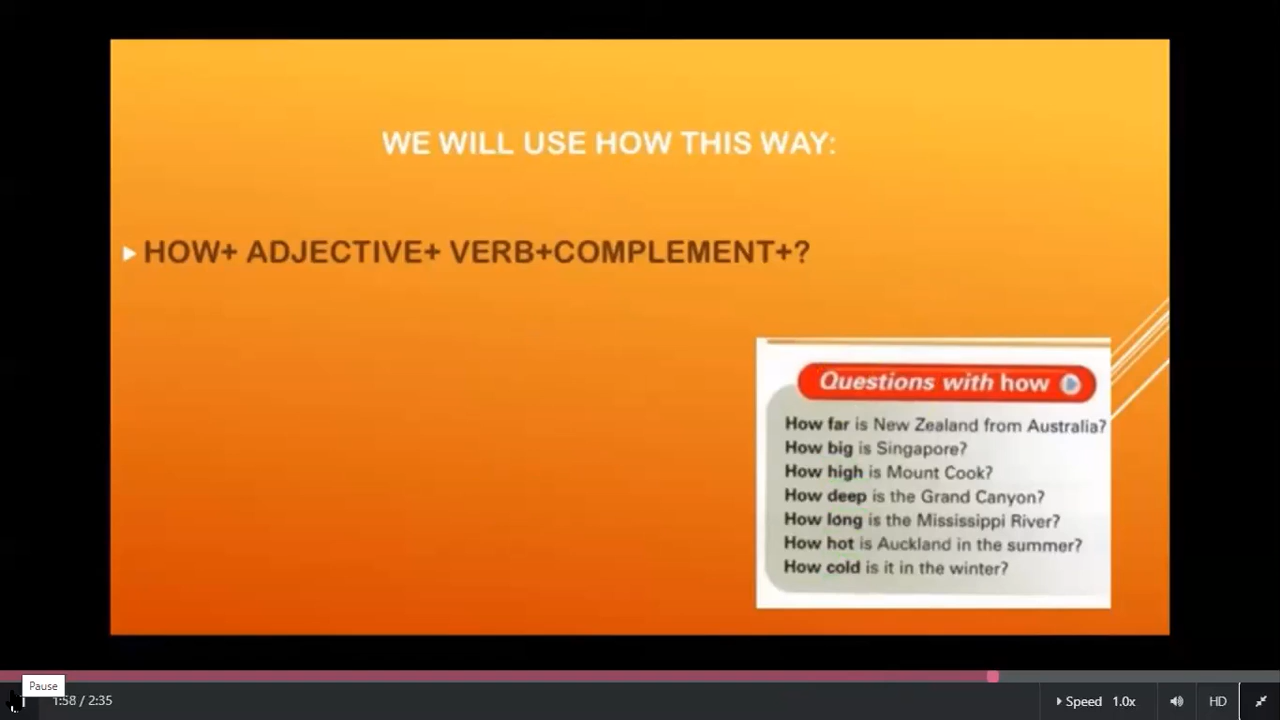 WE WILL USE HOW THIS WAY:
HOW+ ADJECTIVE+ VERB+COMPLEMENT+?
Questions with how
How far is New Zealand from Australia?
How big is Singapore?
How high is Mount Cook?
How deep is the Grand Canyon?
How long is the Mississippi River?
How hot is Auckland in the summer?
How cold is it in the winter?
Pause
1:58 / 2:35
Speed 1.0x
HD